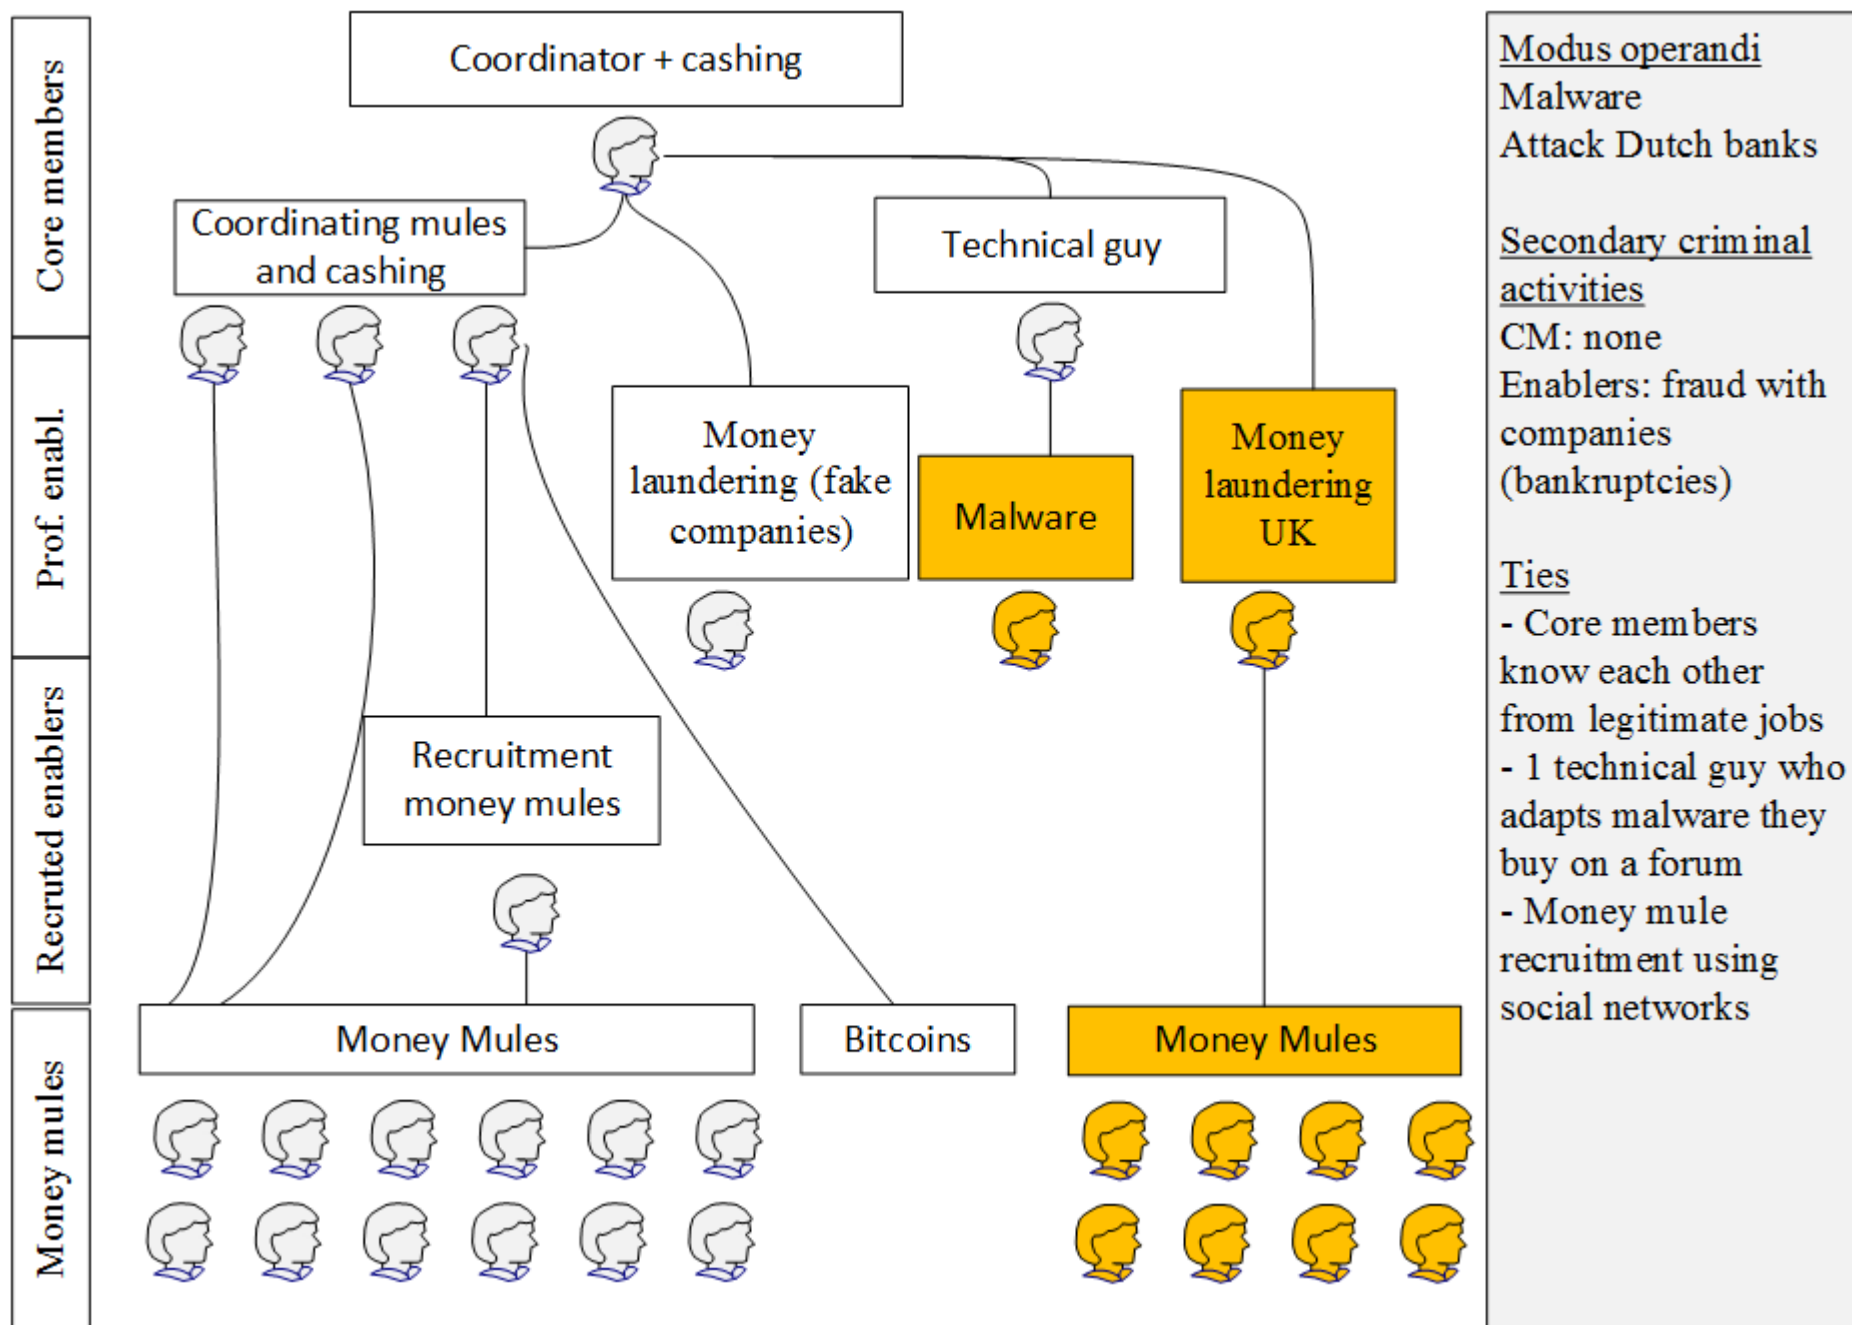 Core members
Prof. enabl.
Recruted enablers
Money mules
Coordinator + cashing
Coordinating mules
and cashing
Technical guy
Money
laundering (fake
companies)
Malware
Money
laundering
UK
Recruitment
money mules
Money Mules
Bitcoins
Money Mules
Modus operandi
Malware
Attack Dutch banks
Secondary criminal
activities
CM: none
Enablers: fraud with
companies
(bankruptcies)
Ties
- Core members
know each other
from legitimate jobs
- 1 technical guy who
adapts malware they
buy on a forum
- Money mule
recruitment using
social networks